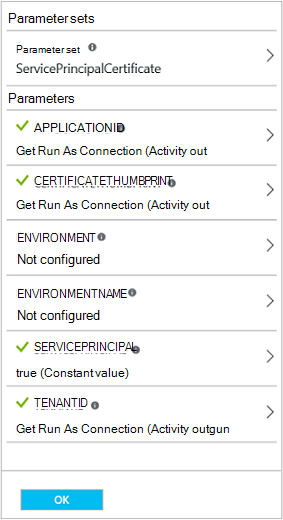 Parameter sets
Parameter set
ServicePrincipalCertificate
Parameters
APPLICATIONID
Get Run As Connection (Activity out
CERTIFICATETHUMBPRINT
Get Run As Connection (Activity out
ENVIRONMENT
Not configured
ENVIRONMENTNAME
Not configured
SERVICEPRINCIPAL
true (Constant value)
TENANTID
Get Run As Connection (Activity outgun
OK